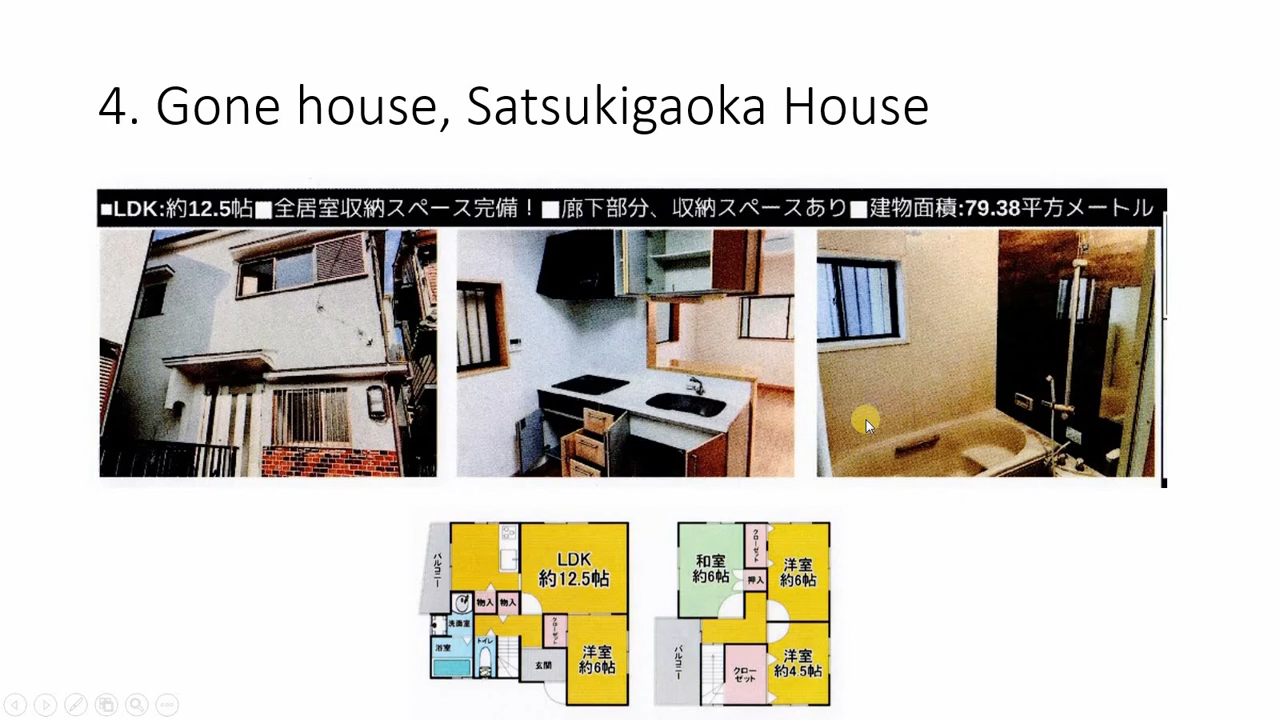 4. Gone house, Satsukigaoka House
■LDK:約12.5帖■全居室収納スペース完備！■廊下部分、収納スペースあり■建物面積:79.38平方メートル
バルコニー
LDK
約12.5帖
物入
物入
洗面室
浴室
トイレ
クローゼット
玄関
洋室
約6帖
和室
約6帖
クローゼット
押入
洋室
約6帖
バルコニー
クロー
ゼット
洋室
約4.5帖